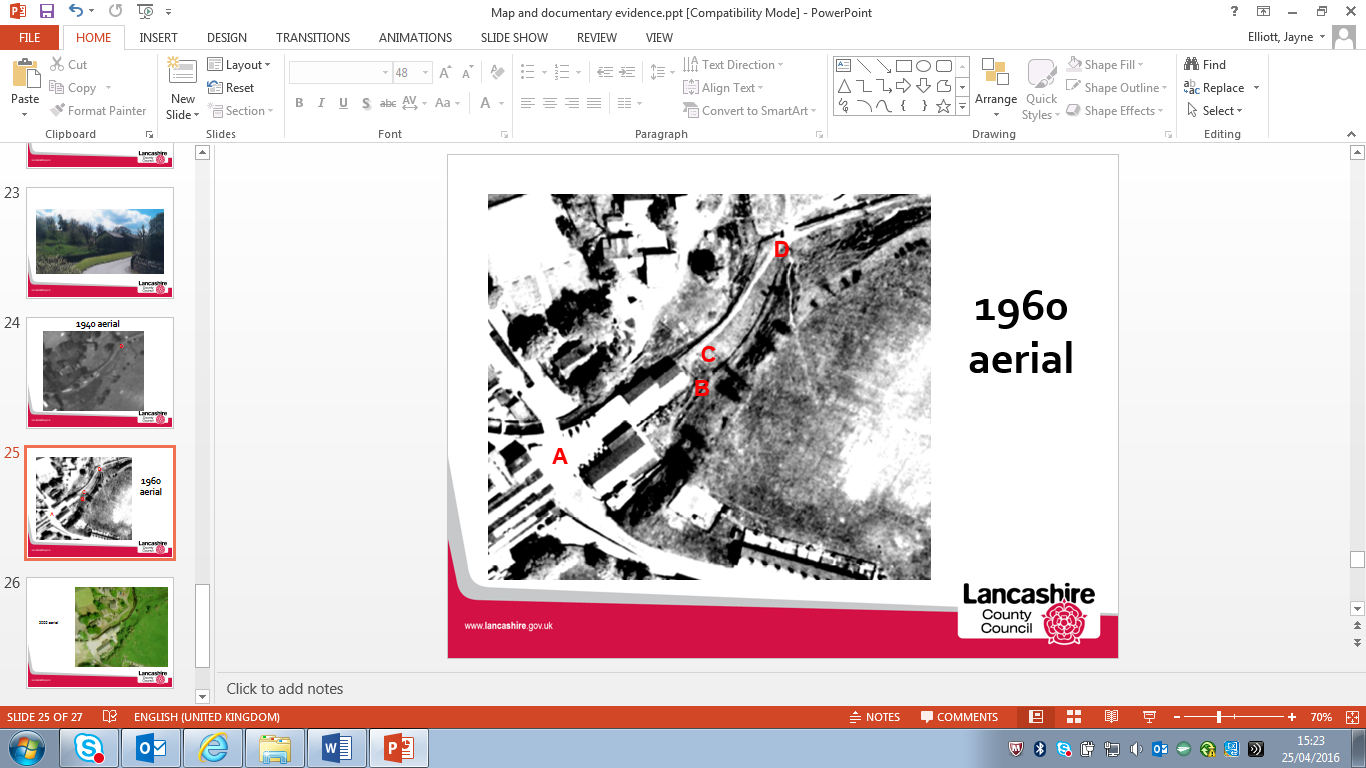 Map and documentary evidence.ppt [Compatibility Mode] - PowerPoint
FILE HOME INSERT DESIGN TRANSITIONS ANIMATIONS SLIDE SHOW REVIEW VIEW Elliott, Jayne
Paste
Cut
Copy
Format Painter
Clipboard
New
Slide
Layout
Reset
Section
Slides
48
B I U S abc AV Aa A
Font
Text Direction
Align Text
Convert to SmartArt
Paragraph
Arrange
Quick
Styles
Shape Fill
Shape Outline
Shape Effects
Drawing
Find
Replace
Select
Editing
23
24
1940 aerial
25
1960
aerial
26
D
C
B
A
1960
aerial
Lancashire
County
Council
www.lancashire.gov.uk
Click to add notes
SLIDE 25 OF 27 ENGLISH (UNITED KINGDOM) NOTES COMMENTS 70%
15:23
25/04/2016